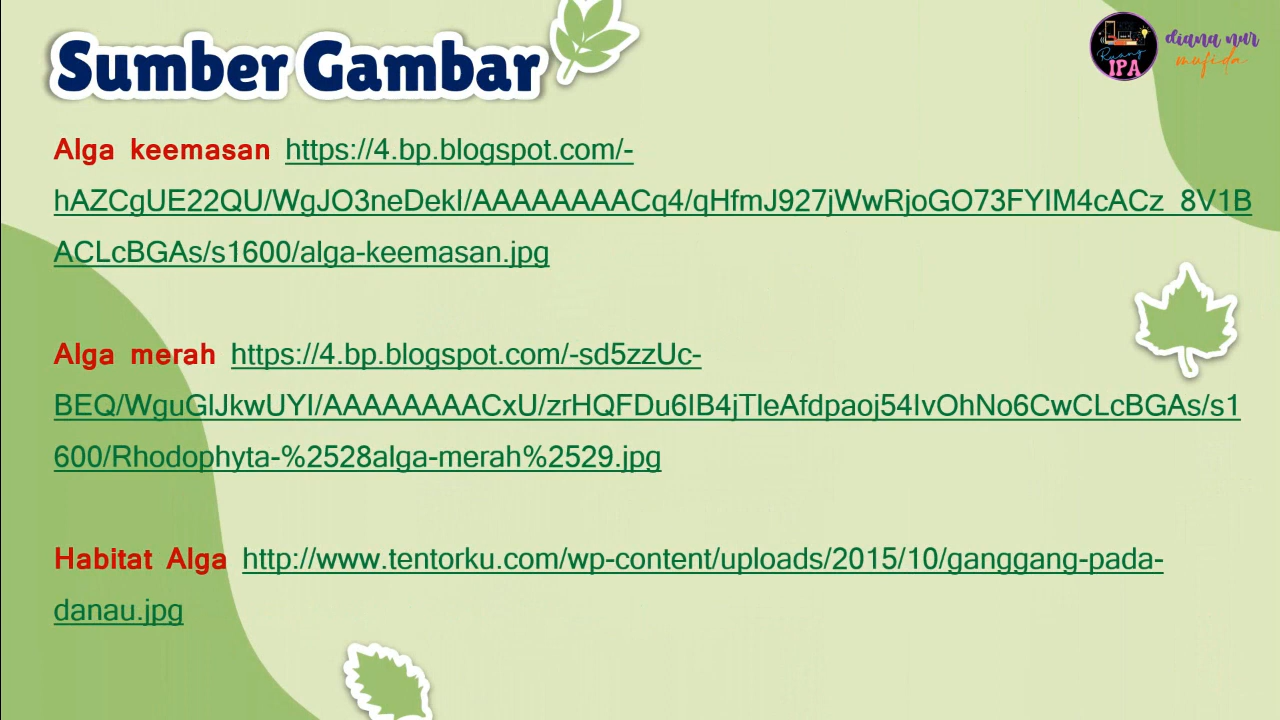 Sumber Gambar
Ruang
IPA
diana nur
mufida
Alga keemasan https://4.bp.blogspot.com/-
hAZCgUE22QU/WgJO3neDekI/AAAAAAAACq4/qHfmJ927jWwRjoGO73FYIM4cACz_8V1B
ACLcBGAs/s1600/alga-keemasan.jpg
Alga merah https://4.bp.blogspot.com/-sd5zzUc-
BEQ/WguGlJkwUYI/AAAAAAAACxU/zrHQFDu6IB4jTIeAfdpaoj54IvOhNo6CwCLcBGAs/s1
600/Rhodophyta-%2528alga-merah%2529.jpg
Habitat Alga http://www.tentorku.com/wp-content/uploads/2015/10/ganggang-pada-
danau.jpg